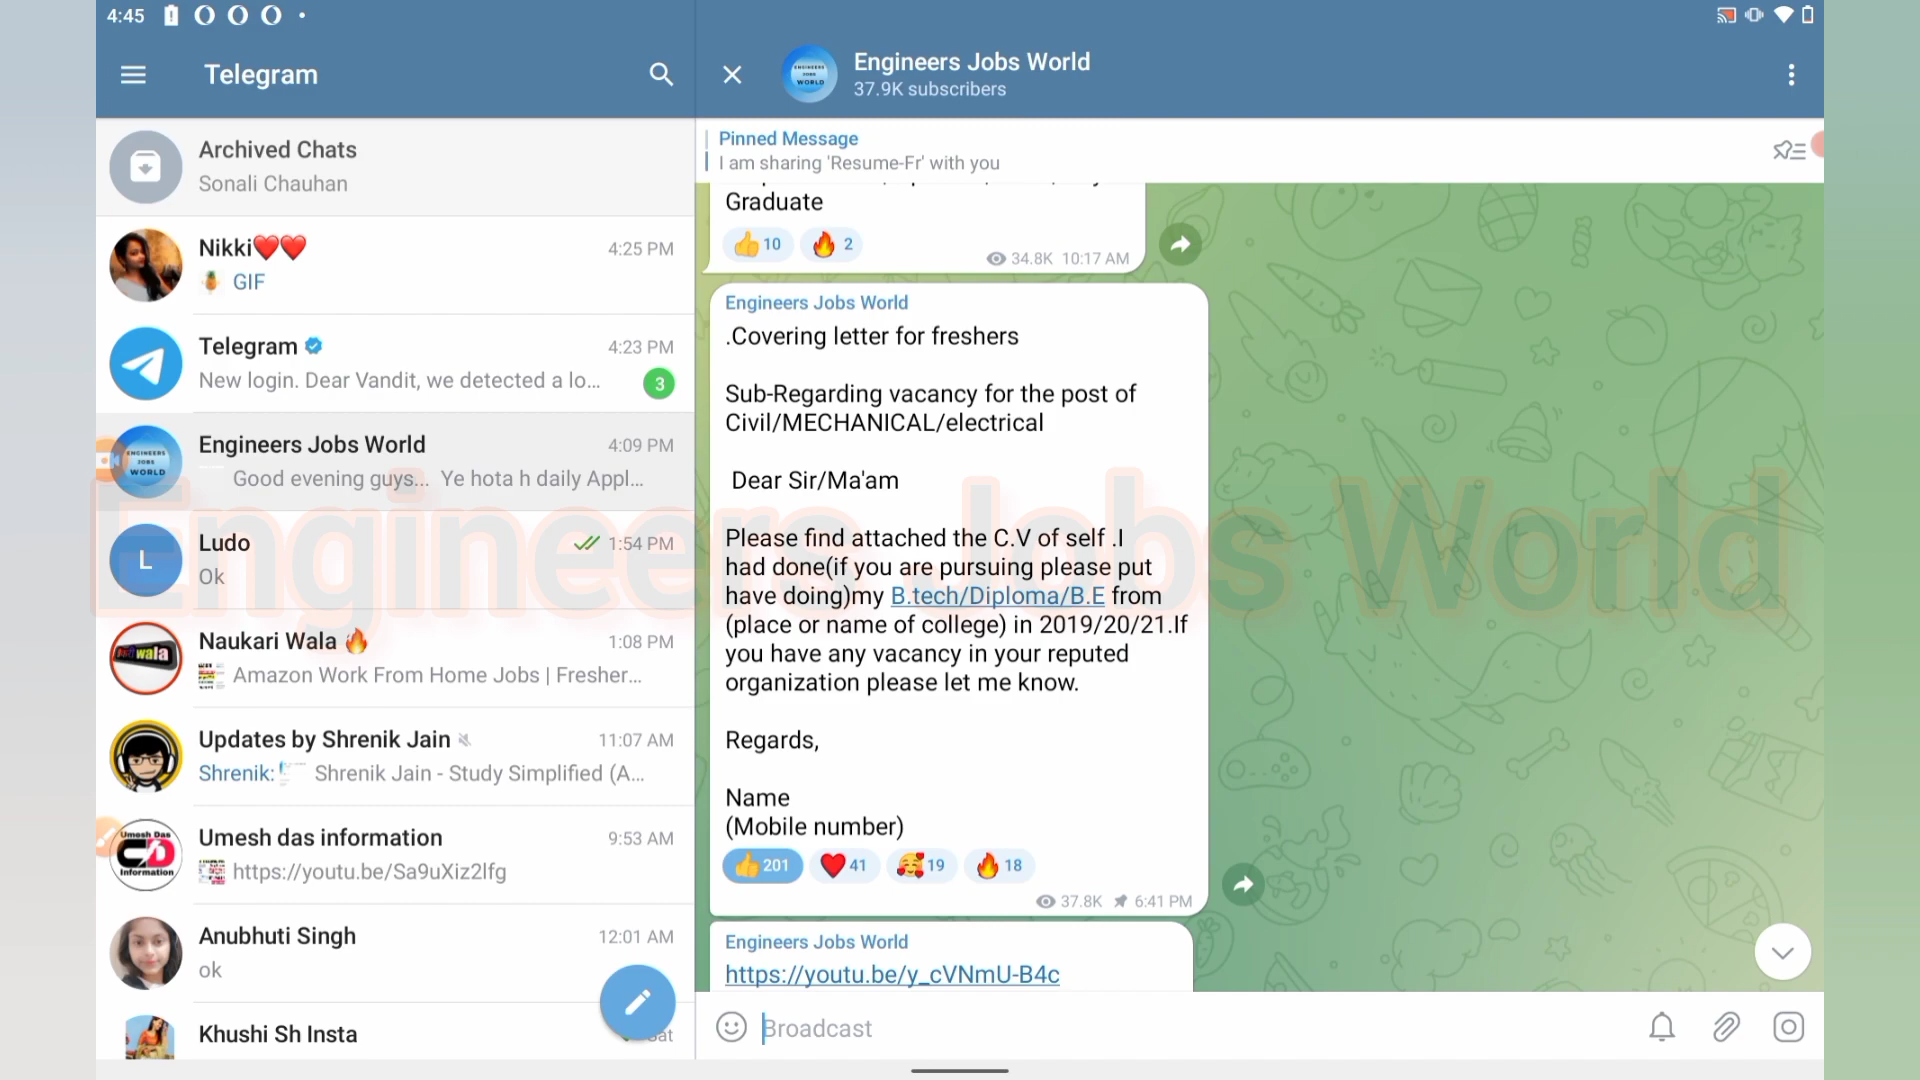 4:45
Telegram
Engineers Jobs World
37.9K subscribers
Archived Chats
Sonali Chauhan
Nikki❤️❤️
4:25 PM
GIF
Telegram
4:23 PM
New login. Dear Vandit, we detected a lo...
3
Engineers Jobs World
4:09 PM
Good evening guys... Ye hota h daily Appl...
Ludo
1:54 PM
L
Ok
Naukari Wala 🔥
1:08 PM
Amazon Work From Home Jobs | Fresher...
Updates by Shrenik Jain
11:07 AM
Shrenik: Shrenik Jain - Study Simplified (A...
Umesh das information
9:53 AM
https://youtu.be/Sa9uXiz2lfg
Anubhuti Singh
12:01 AM
ok
Khushi Sh Insta
Pinned Message
I am sharing 'Resume-Fr' with you
Graduate
👍 10 🔥 2
34.8K 10:17 AM
Engineers Jobs World
.Covering letter for freshers
Sub-Regarding vacancy for the post of
Civil/MECHANICAL/electrical
Dear Sir/Ma'am
Please find attached the C.V of self .I
had done(if you are pursuing please put
have doing)my B.tech/Diploma/B.E from
(place or name of college) in 2019/20/21.If
you have any vacancy in your reputed
organization please let me know.
Regards,
Name
(Mobile number)
👍 201 ❤️ 41 🥰 19 🔥 18
37.8K 6:41 PM
Engineers Jobs World
https://youtu.be/y_cVNmU-B4c
Broadcast
Engineers Jobs World